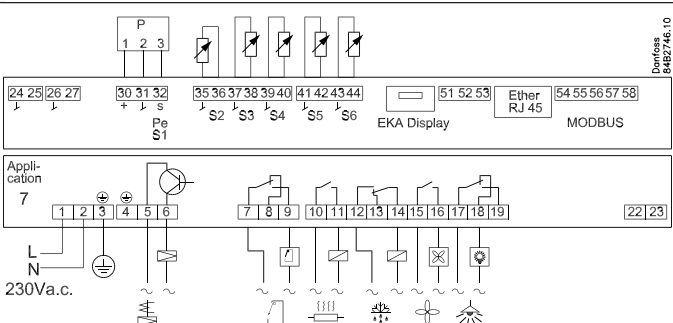 P
1 2 3
Danfoss
84B2746.10
24 25 26 27 30 31 32 35 36 37 38 39 40 41 42 43 44 51 52 53 Ether RJ 45 54 55 56 57 58
+ s S2 S3 S4 S5 S6
Pe
S1
EKA Display
MODBUS
Appli-
cation
7
1 2 3 4 5 6 7 8 9 10 11 12 13 14 15 16 17 18 19 22 23
L
N
230Va.c.